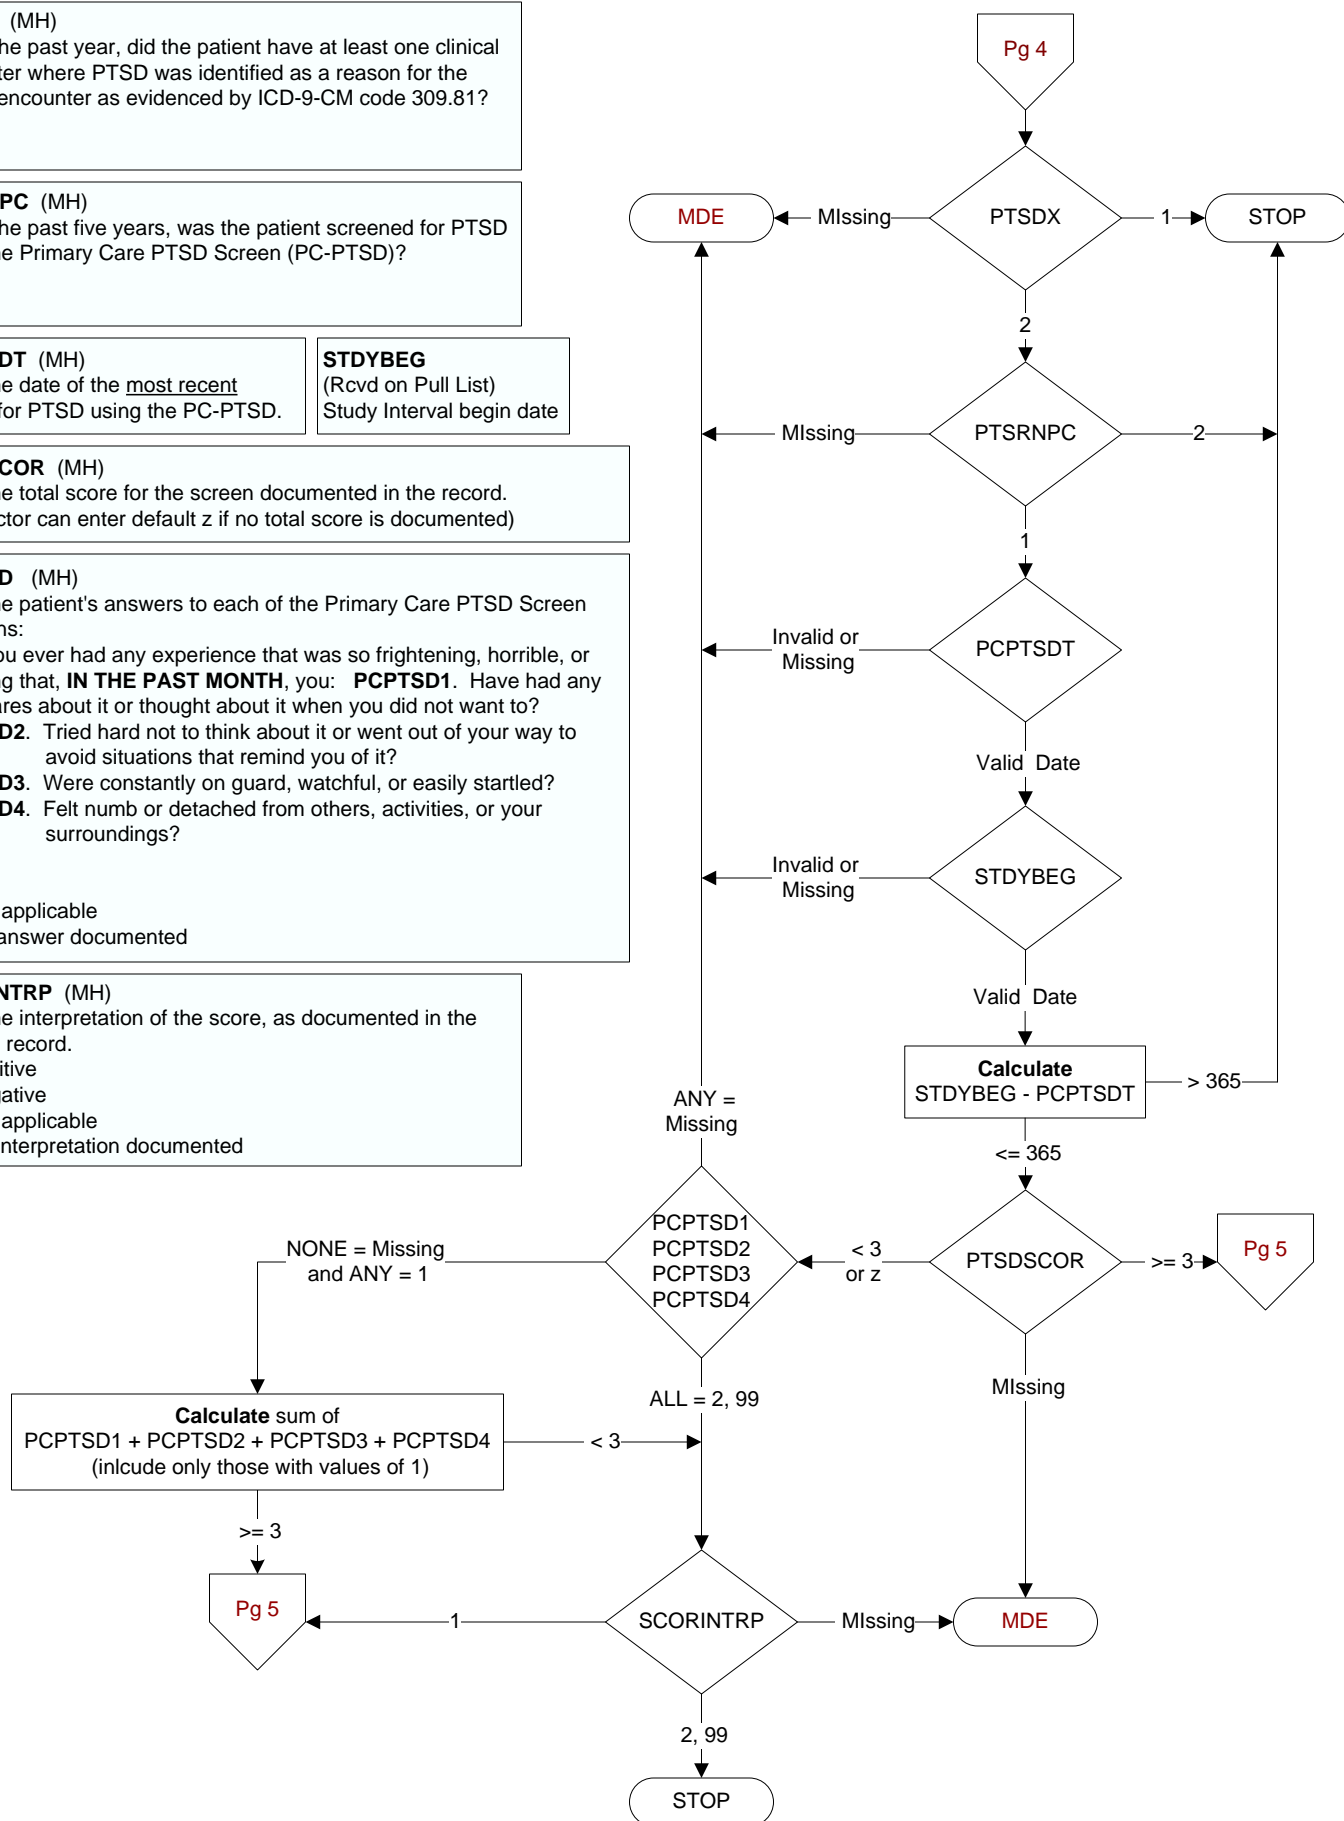 (MH)
he past year, did the patient have at least one clinical
ter where PTSD was identified as a reason for the
encounter as evidenced by ICD-9-CM code 309.81?
PC (MH)
he past five years, was the patient screened for PTSD
ne Primary Care PTSD Screen (PC-PTSD)?
DT (MH)
ne date of the most recent
for PTSD using the PC-PTSD.
STDYBEG
(Rcvd on Pull List)
Study Interval begin date
COR (MH)
ne total score for the screen documented in the record.
ctor can enter default z if no total score is documented)
D (MH)
ne patient's answers to each of the Primary Care PTSD Screen
ns:
ou ever had any experience that was so frightening, horrible, or
ng that, IN THE PAST MONTH, you: PCPTSD1. Have had any
ares about it or thought about it when you did not want to?
D2. Tried hard not to think about it or went out of your way to
avoid situations that remind you of it?
D3. Were constantly on guard, watchful, or easily startled?
D4. Felt numb or detached from others, activities, or your
surroundings?
applicable
answer documented
NTRP (MH)
ne interpretation of the score, as documented in the
record.
itive
gative
applicable
interpretation documented
Pg 4
MDE
MIssing
PTSDX
1
STOP
2
MIssing
PTSRNPC
2
1
Invalid or
Missing
PCPTSDT
Valid Date
Invalid or
Missing
STDYBEG
Valid Date
Calculate
STDYBEG - PCPTSDT
> 365
<= 365
ANY =
Missing
PCPTSD1
PCPTSD2
PCPTSD3
PCPTSD4
< 3
or z
PTSDSCOR
>= 3
Pg 5
NONE = Missing
and ANY = 1
MIssing
ALL = 2, 99
Calculate sum of
PCPTSD1 + PCPTSD2 + PCPTSD3 + PCPTSD4
(inlcude only those with values of 1)
< 3
>= 3
Pg 5
1
SCORINTRP
MIssing
MDE
2, 99
STOP